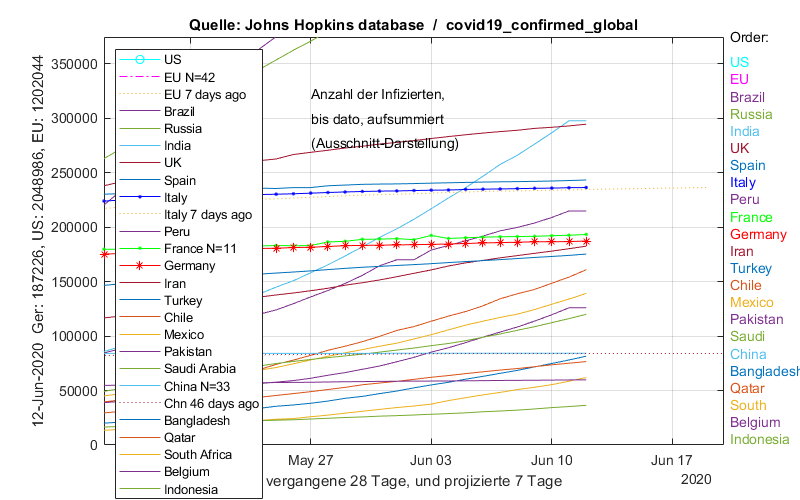 Quelle: Johns Hopkins database / covid19_confirmed_global
12-Jun-2020 Ger: 187226, US: 2048986, EU: 1202044
350000
300000
250000
200000
150000
100000
50000
0
US
EU N=42
EU 7 days ago
Brazil
Russia
India
UK
Spain
Italy
Italy 7 days ago
Peru
France N=11
Germany
Iran
Turkey
Chile
Mexico
Pakistan
Saudi Arabia
China N=33
Chn 46 days ago
Bangladesh
Qatar
South Africa
Belgium
Indonesia
Anzahl der Infizierten,
bis dato, aufsummiert
(Ausschnitt-Darstellung)
May 27
Jun 03
Jun 10
Jun 17
2020
vergangene 28 Tage, und projizierte 7 Tage
Order:
US
EU
Brazil
Russia
India
UK
Spain
Italy
Peru
France
Germany
Iran
Turkey
Chile
Mexico
Pakistan
Saudi
China
Bangladesh
Qatar
South
Belgium
Indonesia